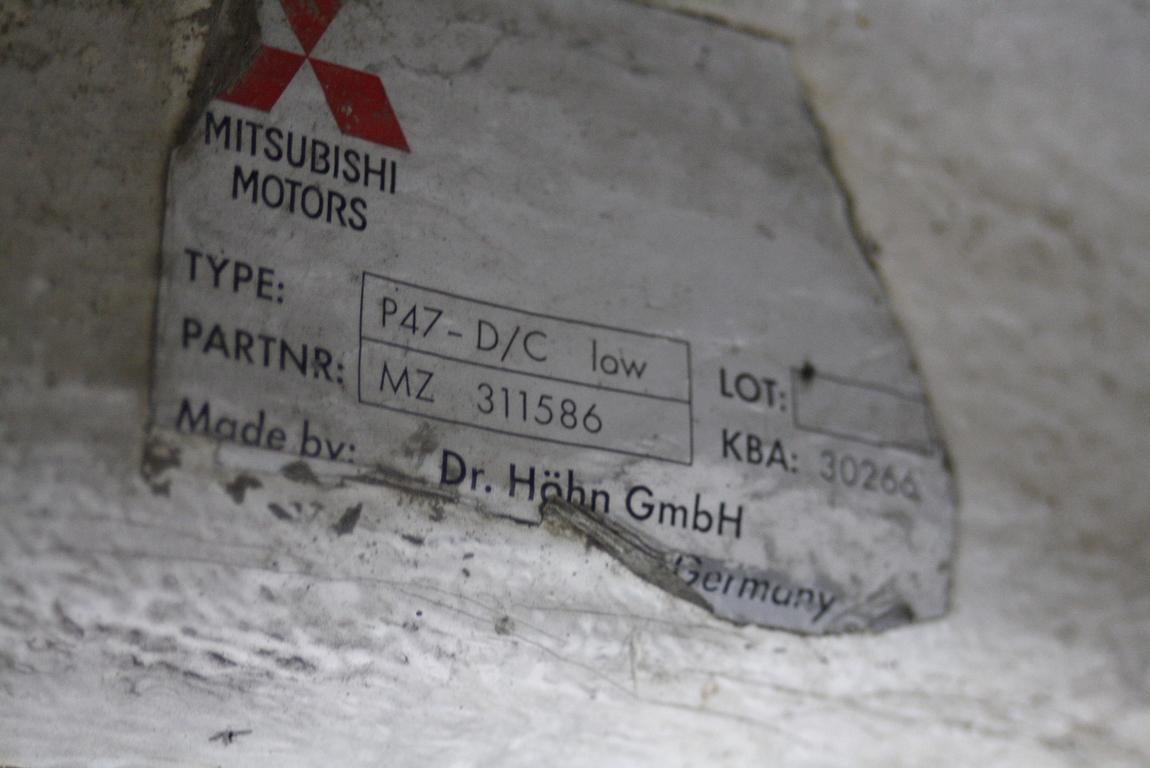 MITSUBISHI
MOTORS
TYPE: P47-D/C low
PARTNR: MZ 311586
LOT:
KBA: 30266
Made by: Dr. Höhn GmbH
Germany